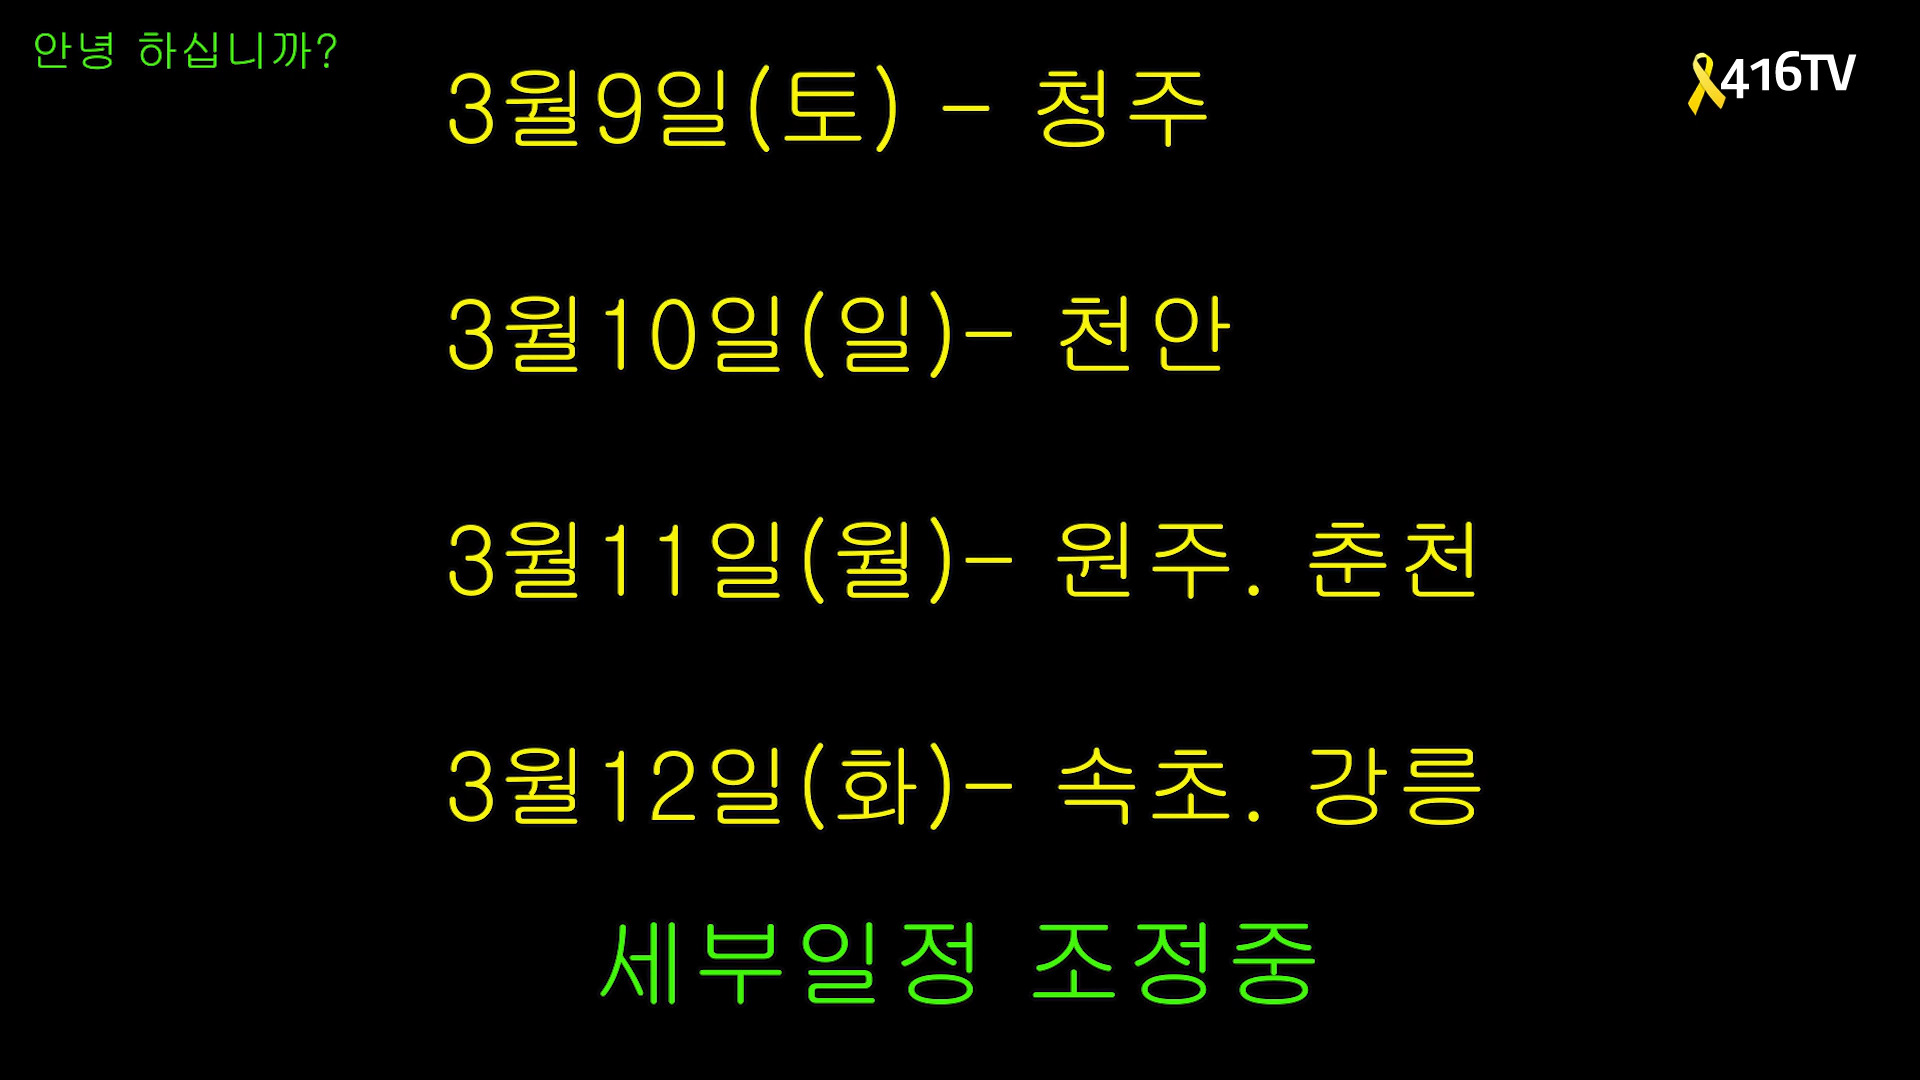 안녕 하십니까?
416TV
3월9일(토) - 청주
3월10일(일)- 천안
3월11일(월)- 원주. 춘천
3월12일(화)- 속초. 강릉
세부일정 조정중